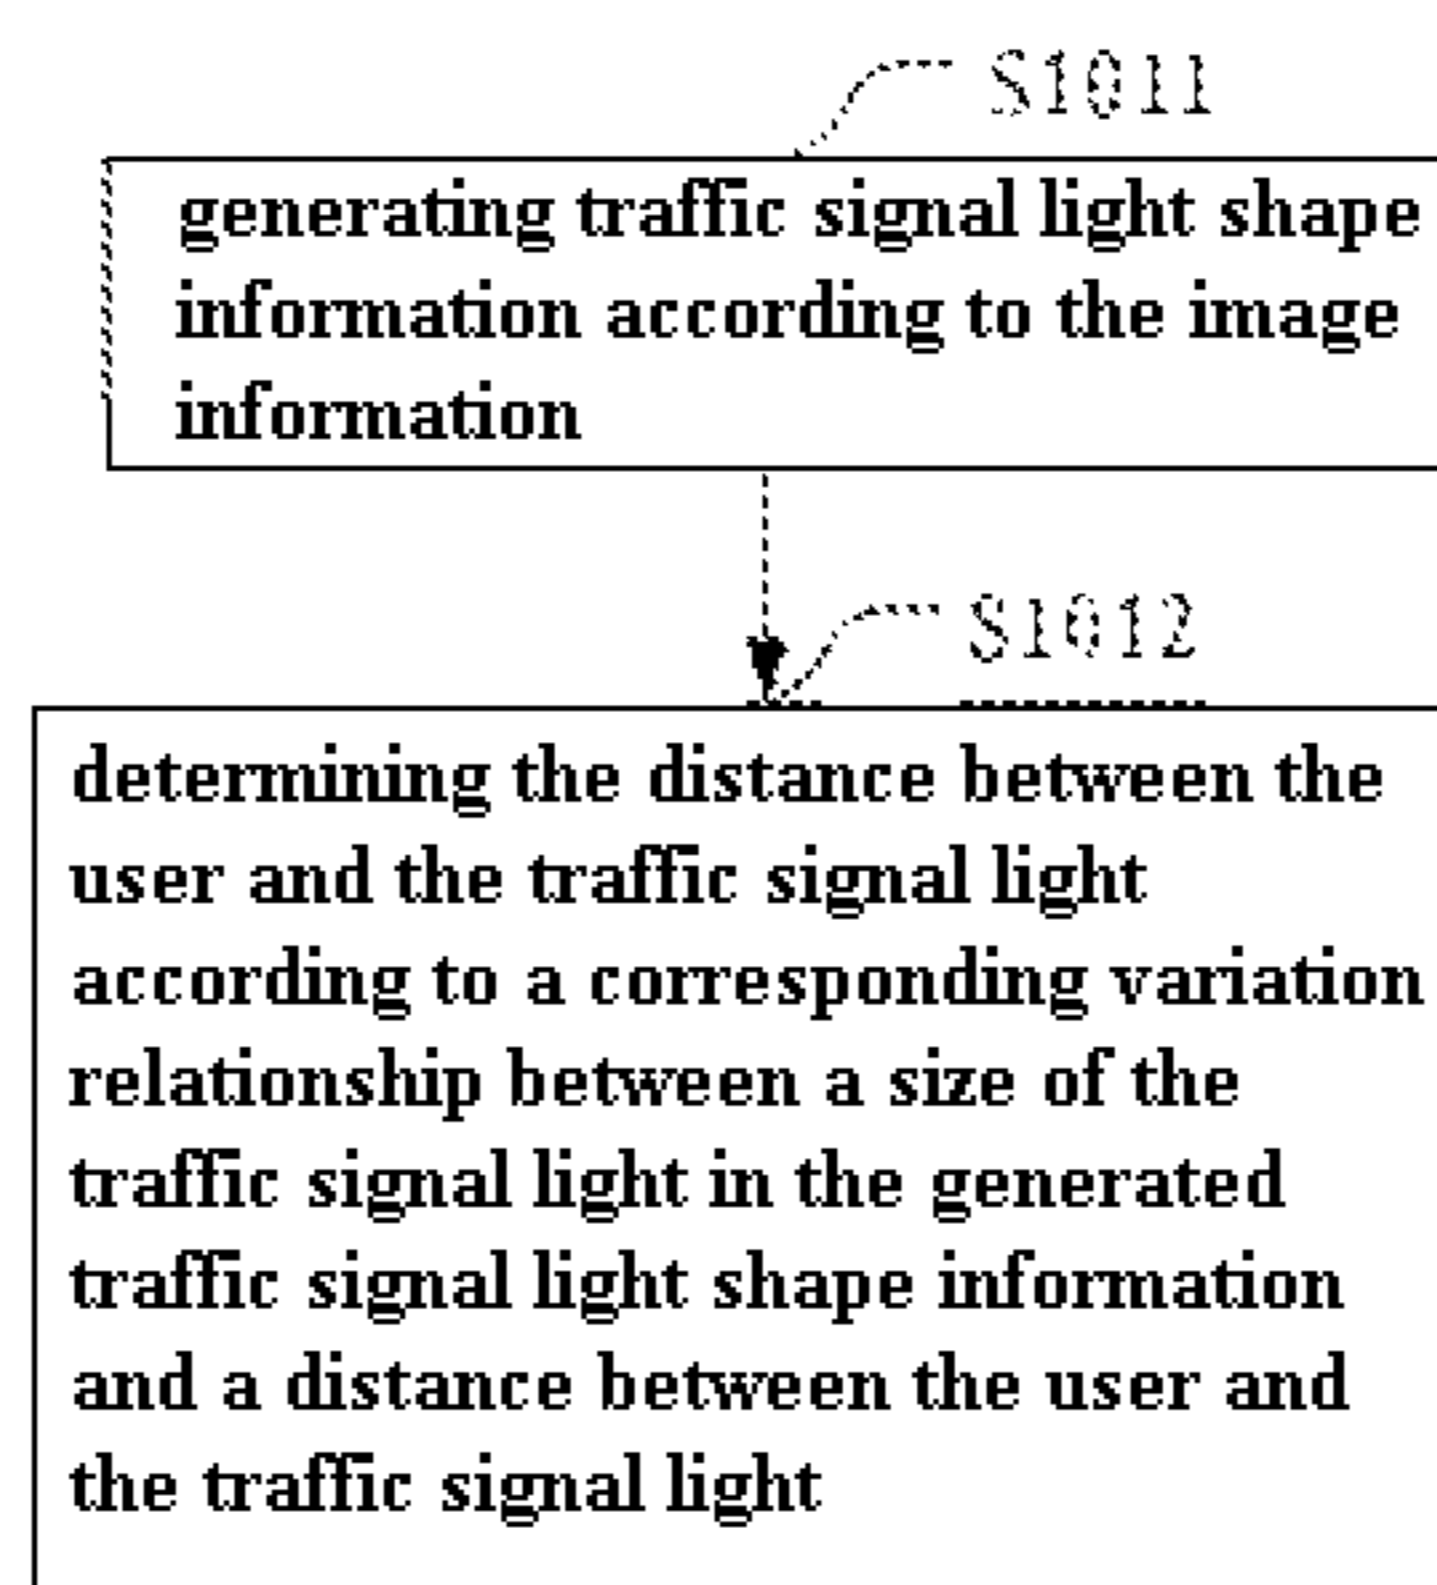 S1011
generating traffic signal light shape
information according to the image
information
S1012
determining the distance between the
user and the traffic signal light
according to a corresponding variation
relationship between a size of the
traffic signal light in the generated
traffic signal light shape information
and a distance between the user and
the traffic signal light